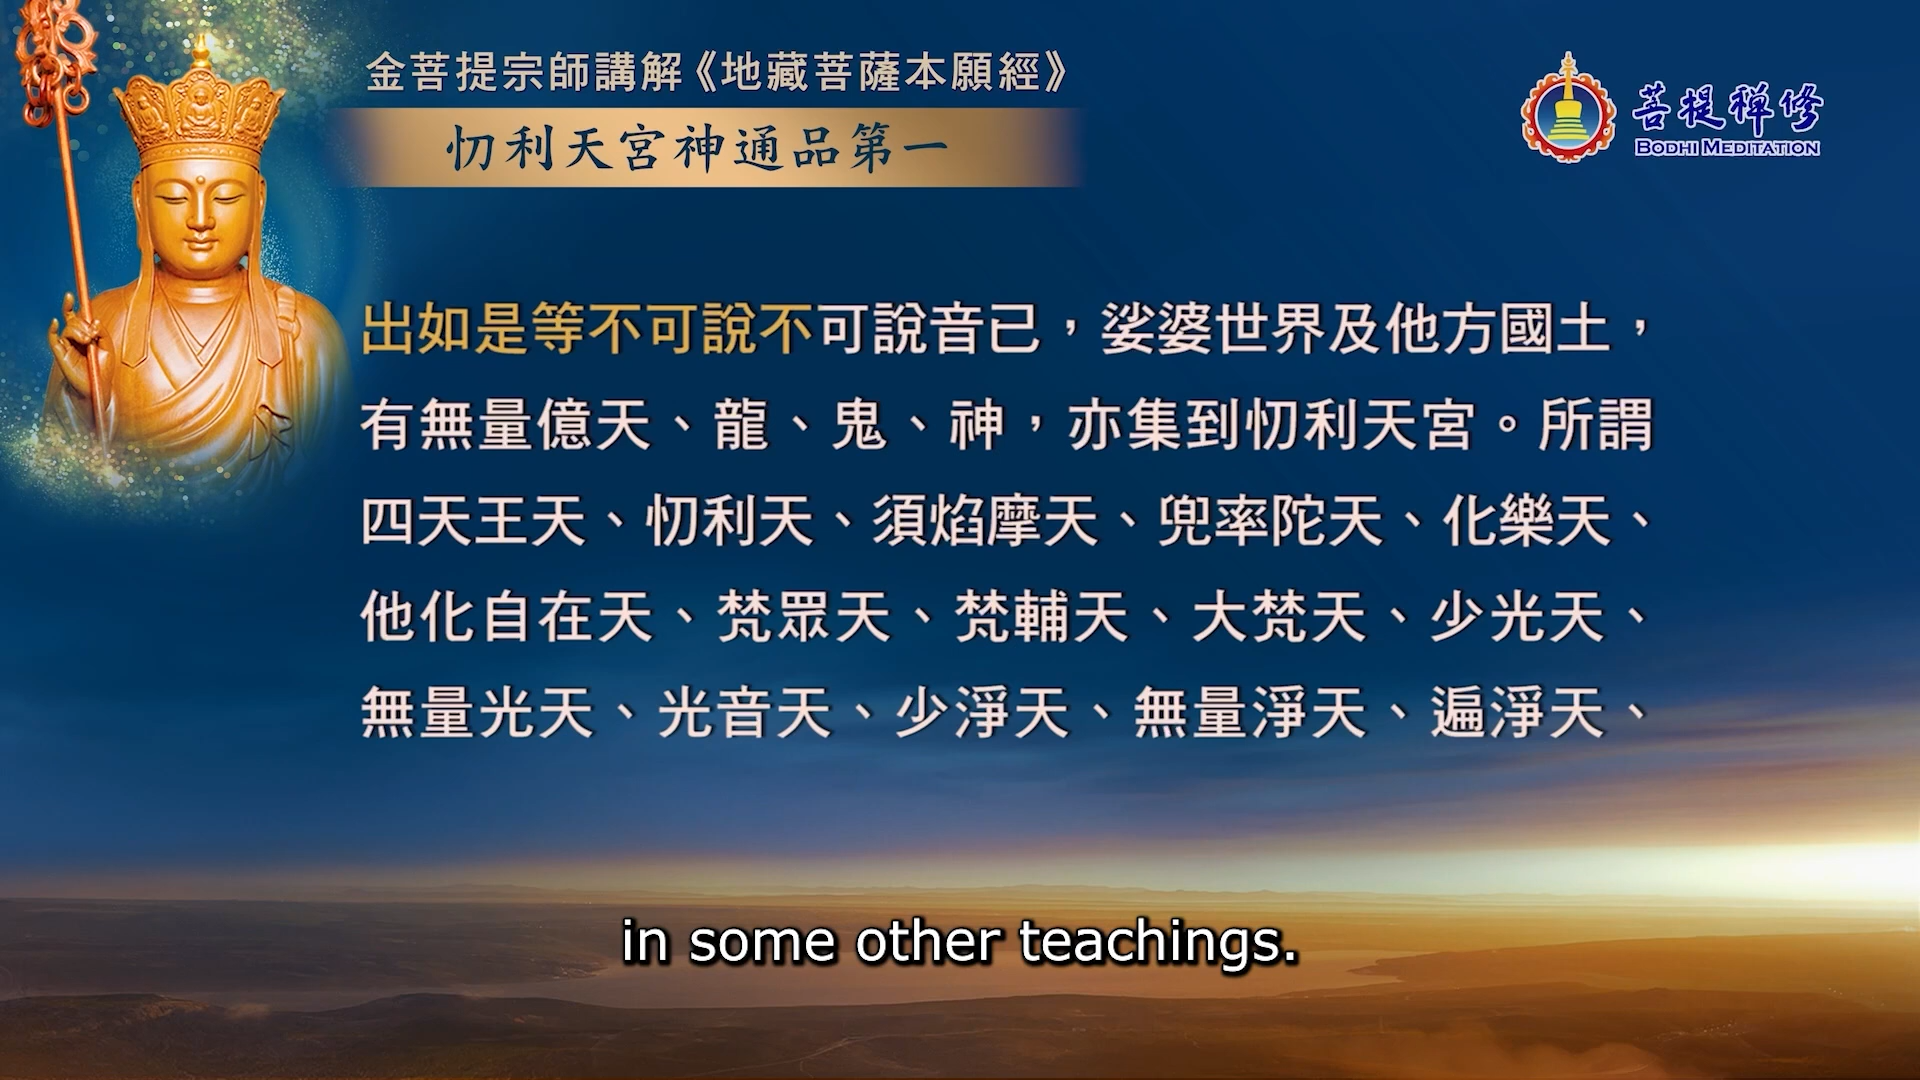 金菩提宗師講解《地藏菩薩本願經》
忉利天宮神通品第一
菩提禪修
BODHI MEDITATION
出如是等不可說不可說音已，娑婆世界及他方國土，
有無量億天、龍、鬼、神，亦集到忉利天宮。所謂
四天王天、忉利天、須焰摩天、兜率陀天、化樂天、
他化自在天、梵眾天、梵輔天、大梵天、少光天、
無量光天、光音天、少淨天、無量淨天、遍淨天、
in some other teachings.